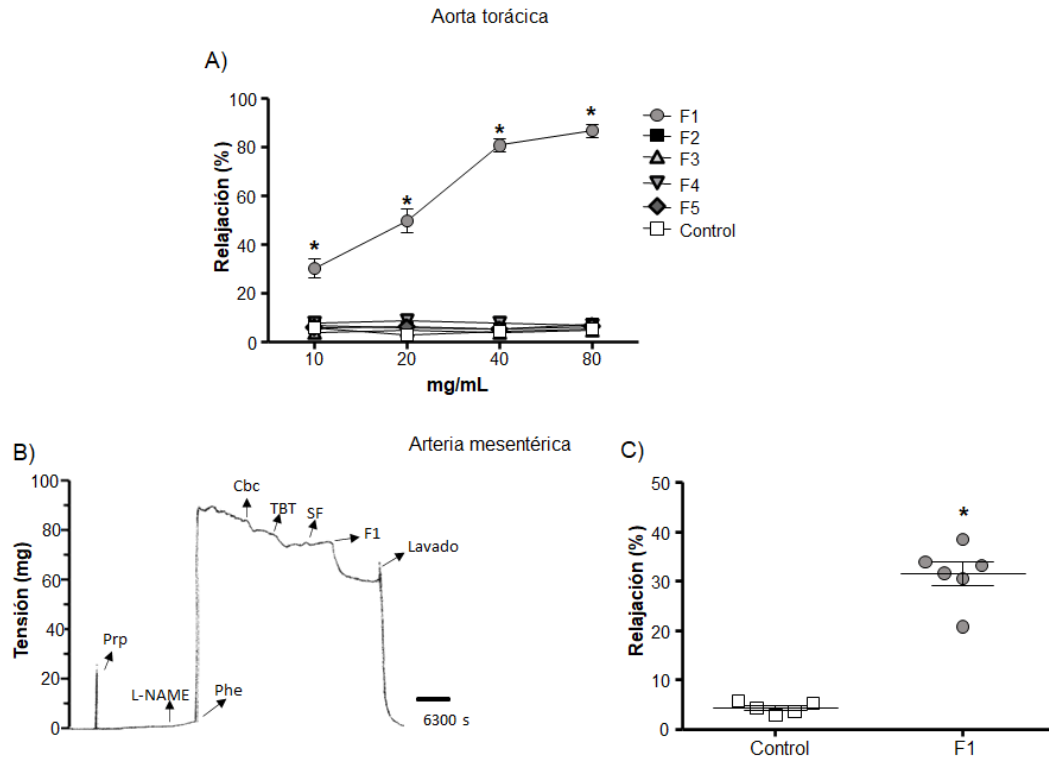 Aorta torácica
A)
100
80
60
40
20
0
Relajación (%)
*
*
*
*
10
20
40
80
mg/mL
F1
F2
F3
F4
F5
Control
Arteria mesentérica
B)
100
80
60
40
20
0
Tensión (mg)
Prp
L-NAME
Phe
Cbc
TBT
SF
F1
Lavado
6300 s
C)
50
40
30
20
10
0
Relajación (%)
*
Control
F1